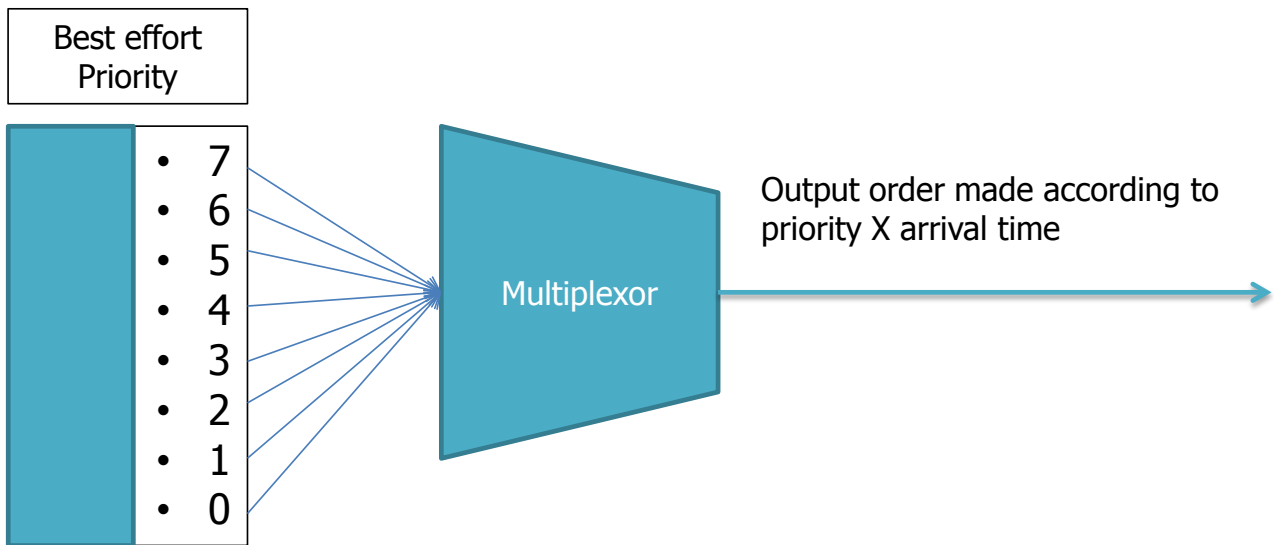 Best effort
Priority
• 7
• 6
• 5
• 4
• 3
• 2
• 1
• 0
Multiplexor
Output order made according to
priority X arrival time